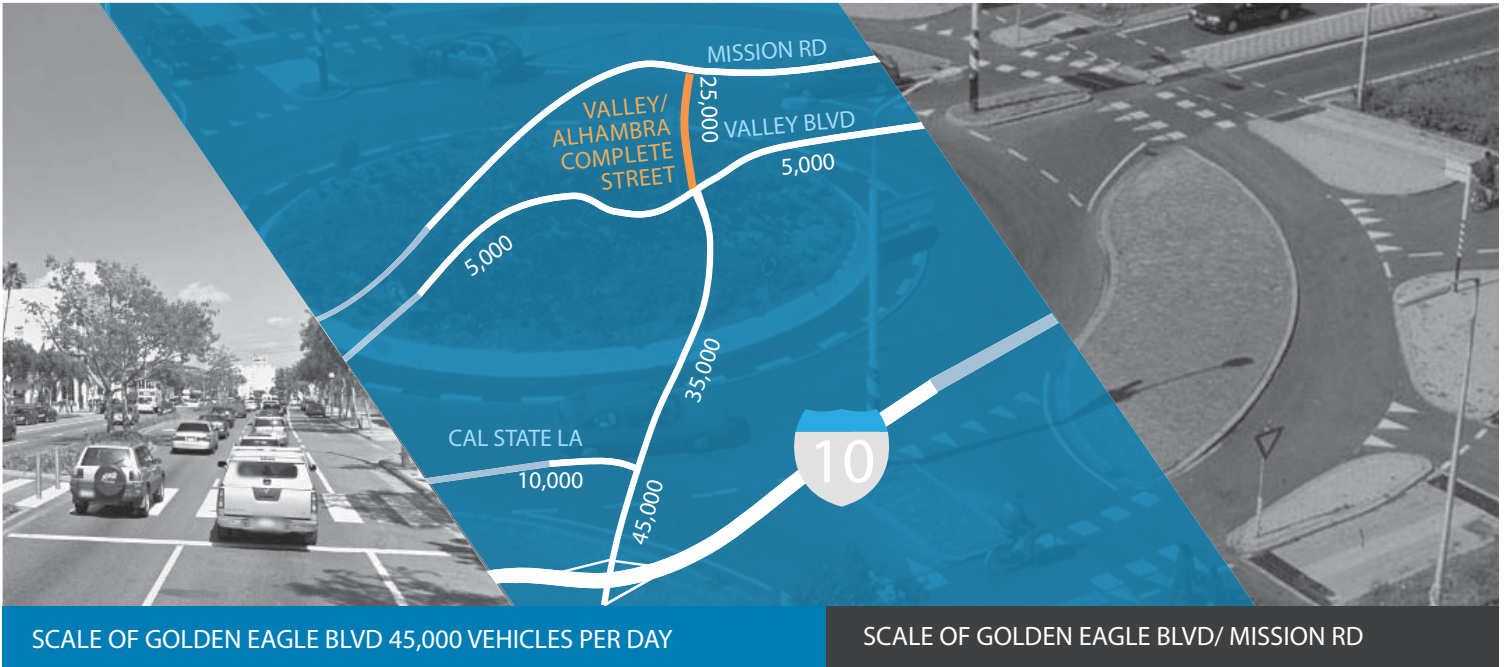 MISSION RD
25,000
VALLEY/
ALHAMBRA
COMPLETE
STREET
VALLEY BLVD
5,000
5,000
35,000
CAL STATE LA
10,000
45,000
10
SCALE OF GOLDEN EAGLE BLVD 45,000 VEHICLES PER DAY
SCALE OF GOLDEN EAGLE BLVD/ MISSION RD